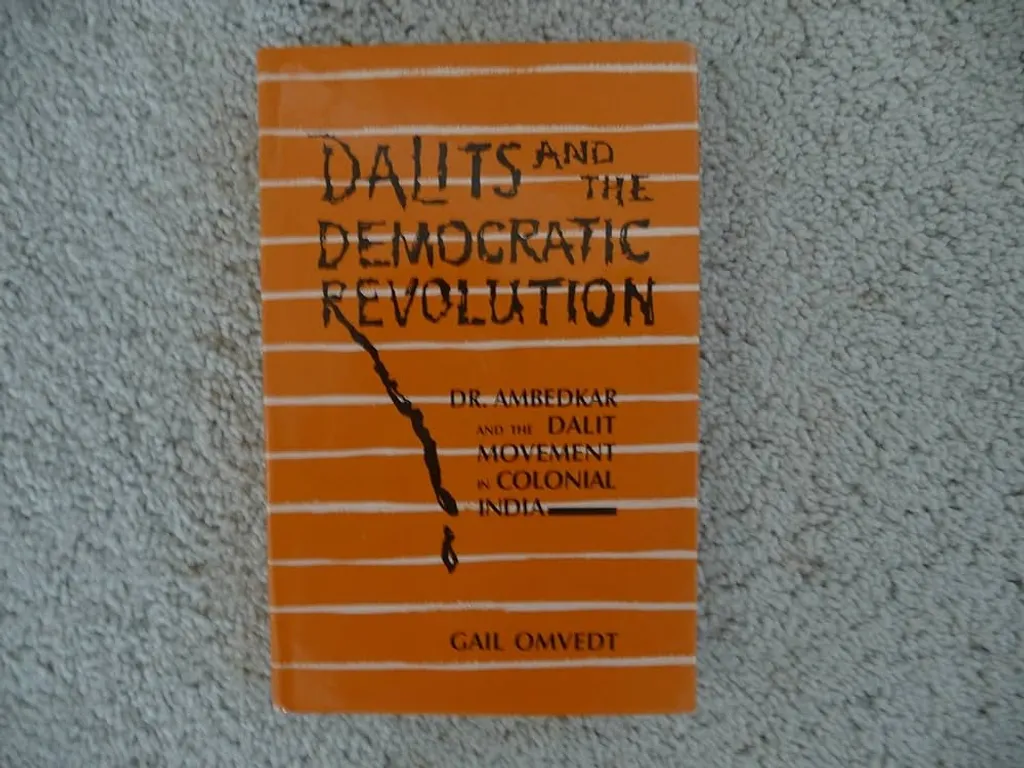 DALITS AND
THE
DEMOCRATIC
REVOLUTION
DR. AMBEDKAR
AND THE DALIT
MOVEMENT
IN COLONIAL
INDIA
GAIL OMVEDT